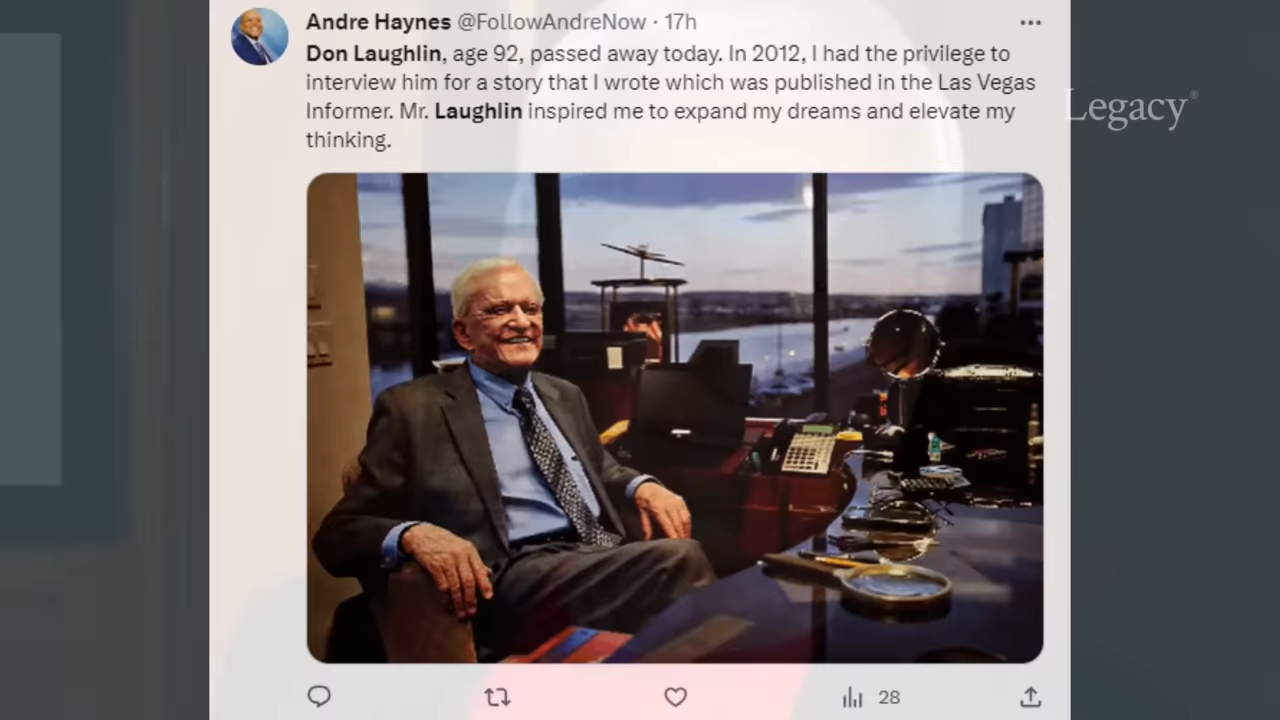 Andre Haynes @FollowAndreNow · 17h
Don Laughlin, age 92, passed away today. In 2012, I had the privilege to
interview him for a story that I wrote which was published in the Las Vegas
Informer. Mr. Laughlin inspired me to expand my dreams and elevate my
thinking.
Legacy®
28